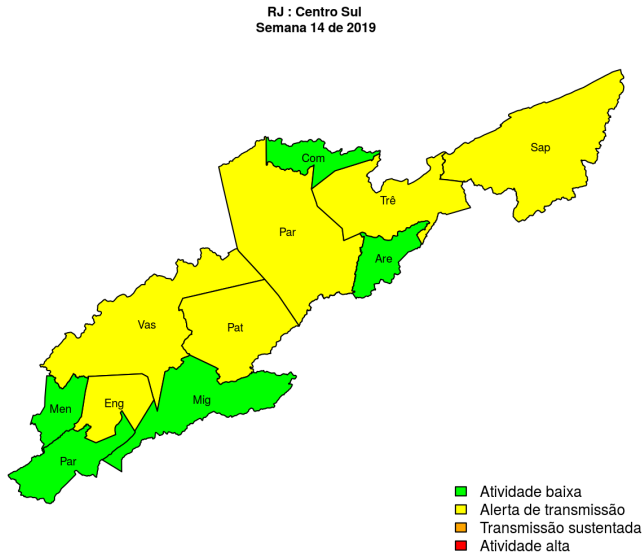 RJ : Centro Sul
Semana 14 de 2019
Sap
Com
Trê
Par
Are
Vas
Pat
Men
Eng
Mig
Par
Atividade baixa
Alerta de transmissão
Transmissão sustentada
Atividade alta